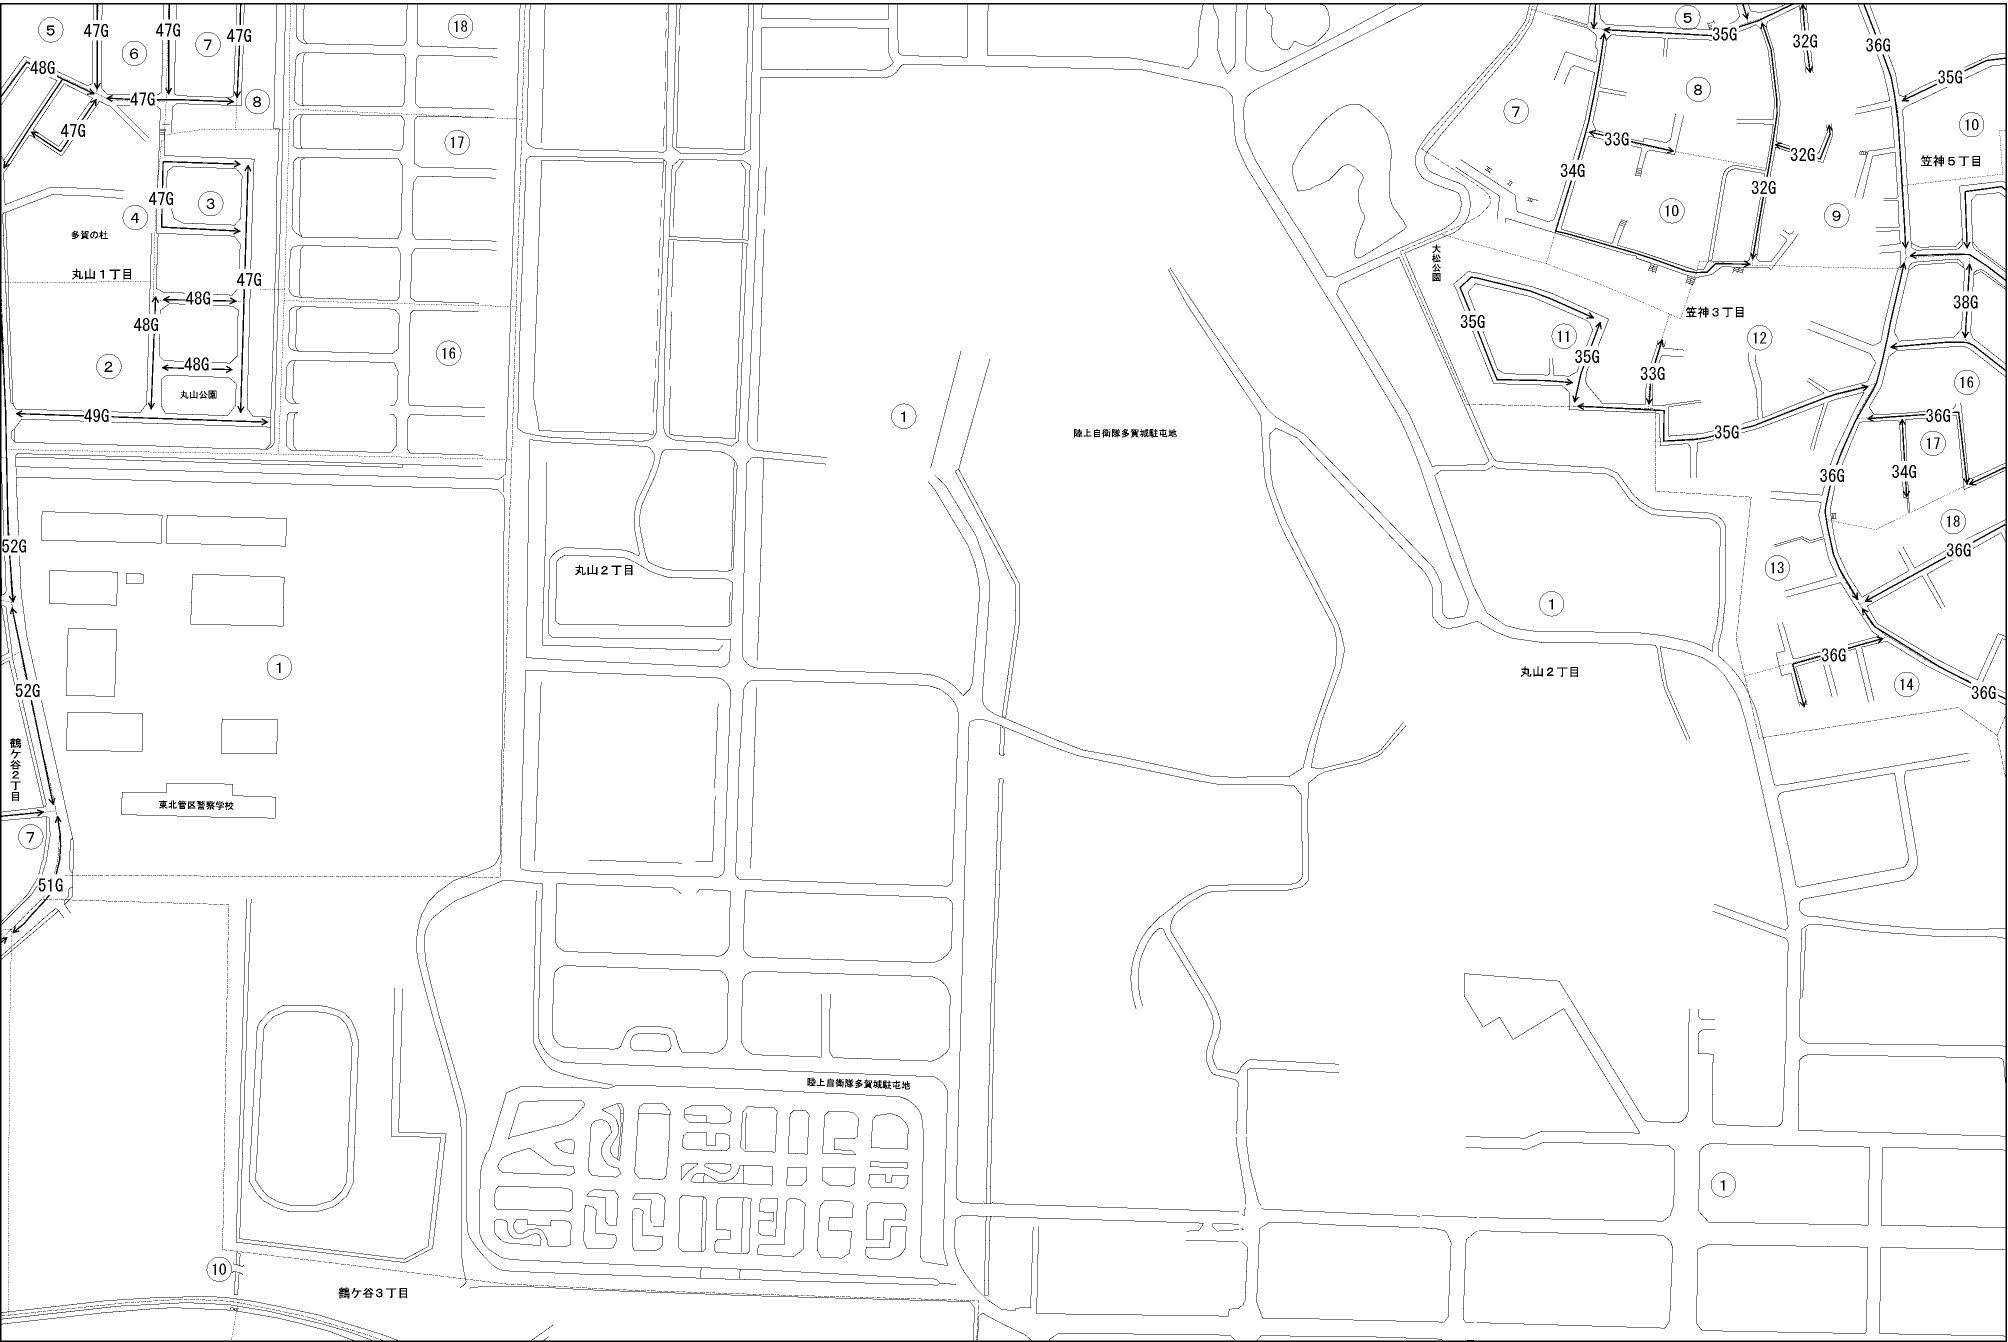 5
47G
6
47G
7
47G
18
48G
47G
8
47G
17
47G
3
4
多賀の杜
丸山1丁目
47G
48G
48G
16
2
48G
丸山公園
49G
52G
1
52G
鶴ケ谷2丁目
東北管区警察学校
7
51G
10
鶴ケ谷3丁目
1
陸上自衛隊多賀城駐屯地
丸山2丁目
陸上自衛隊多賀城駐屯地
5
35G
32G
36G
35G
7
8
10
33G
32G
笠神5丁目
34G
32G
10
9
大松公園
38G
35G
笠神3丁目
11
12
35G
33G
16
36G
35G
17
36G
34G
18
36G
13
1
36G
丸山2丁目
14
36G
1